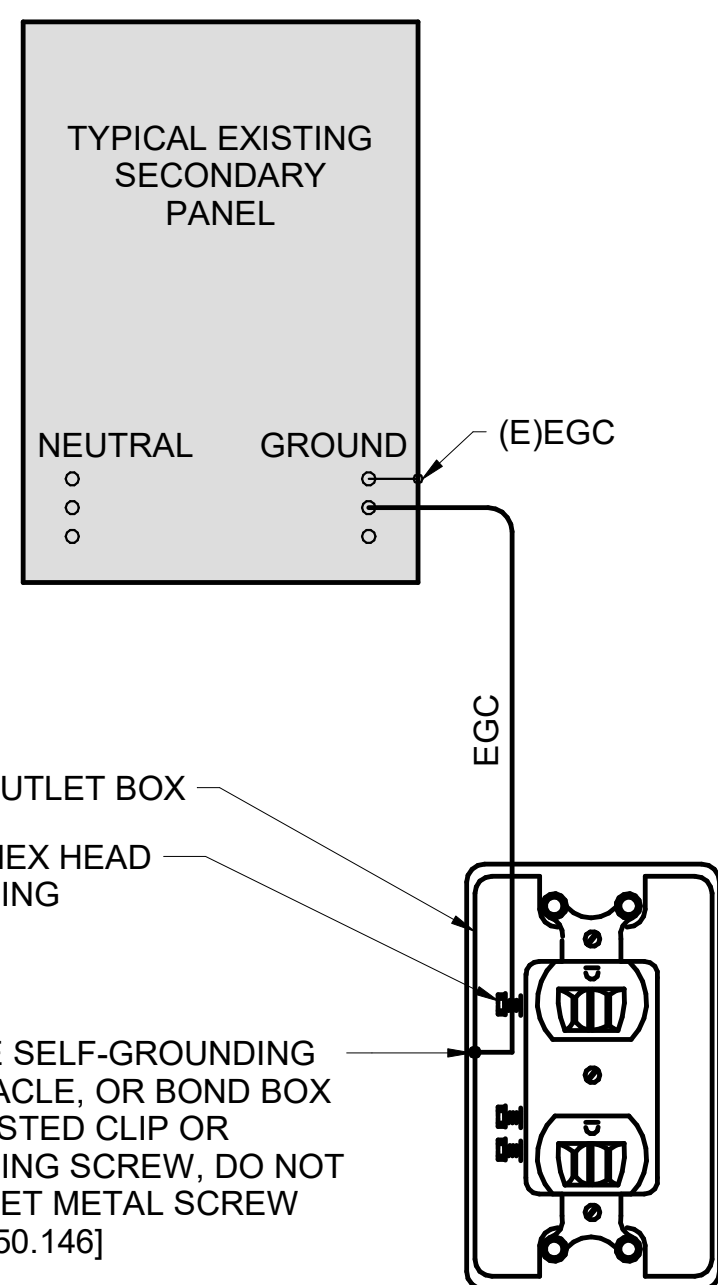 TYPICAL EXISTING
SECONDARY
PANEL
NEUTRAL
GROUND
(E)EGC
EGC
UTLET BOX
HEX HEAD
ING
E SELF-GROUNDING
ACLE, OR BOND BOX
STED CLIP OR
ING SCREW, DO NOT
ET METAL SCREW
50.146]